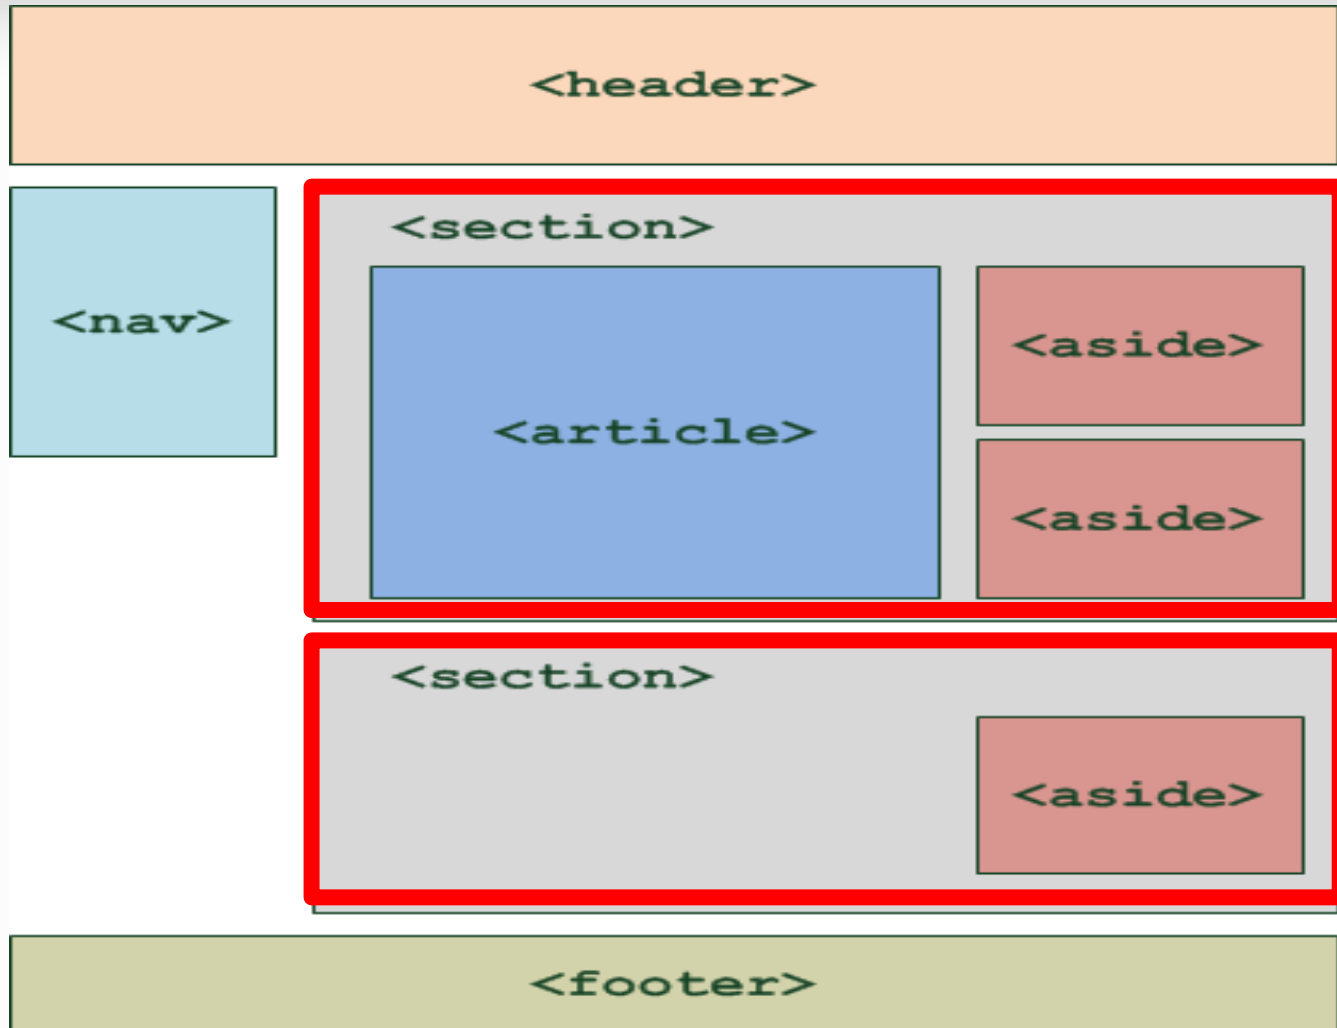 <header>
<nav>
<section>
<article>
<aside>
<aside>
<section>
<aside>
<footer>